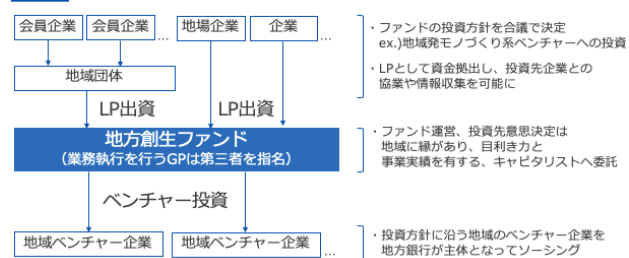 会員企業 会員企業 … 地場企業 企業 …
地域団体
LP出資 LP出資
地方創生ファンド
（業務執行を行うGPは第三者を指名）
ベンチャー投資
地域ベンチャー企業 地域ベンチャー企業 …
・ファンドの投資方針を合議で決定
ex.)地域発モノづくり系ベンチャーへの投資
・LPとして資金拠出し、投資先企業との
協業や情報収集を可能に
・ファンド運営、投資先意思決定は
地域に縁があり、目利き力と
事業実績を有する、キャピタリストへ委託
・投資方針に沿う地域のベンチャー企業を
地方銀行が主体となってソーシング